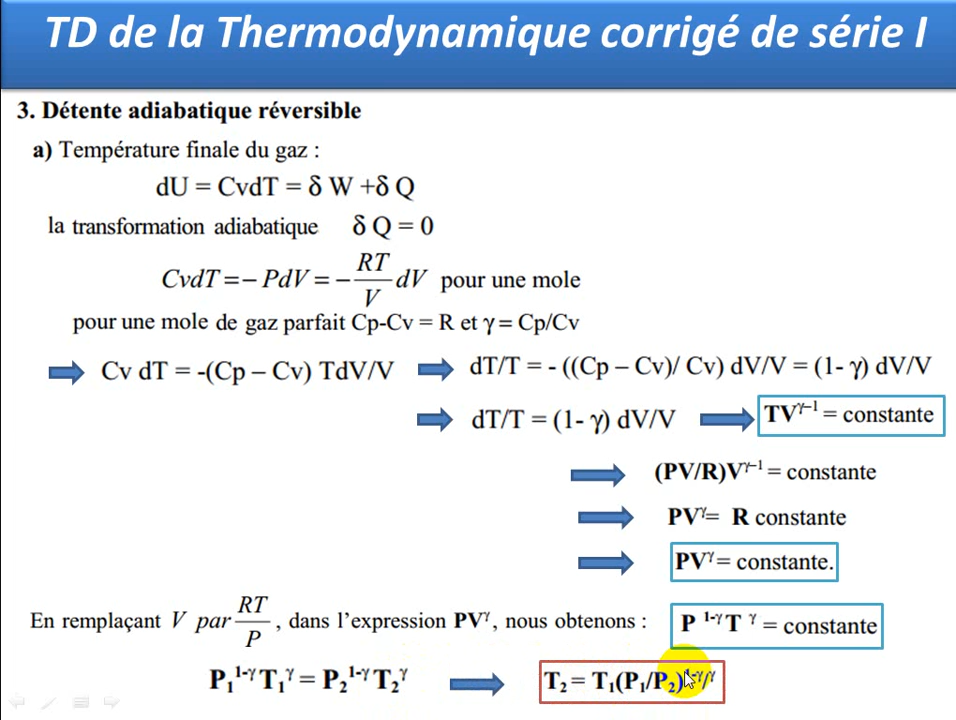 TD de la Thermodynamique corrigé de série I
3. Détente adiabatique réversible
a) Température finale du gaz :
dU = CvdT = δ W +δ Q
la transformation adiabatique δ Q = 0
CvdT = − PdV = − RT/V dV pour une mole
pour une mole de gaz parfait Cp-Cv = R et γ = Cp/Cv
Cv dT = -(Cp – Cv) TdV/V dT/T = - ((Cp – Cv)/ Cv) dV/V = (1- γ) dV/V
dT/T = (1- γ) dV/V TV^γ−1 = constante
(PV/R)V^γ−1 = constante
PV^γ = R constante
PV^γ = constante.
En remplaçant V par RT/P , dans l’expression PV^γ, nous obtenons : P^1-γ T^γ = constante
P₁^1-γ T₁^γ = P₂^1-γ T₂^γ T₂ = T₁(P₁/P₂)^1-γ/γ